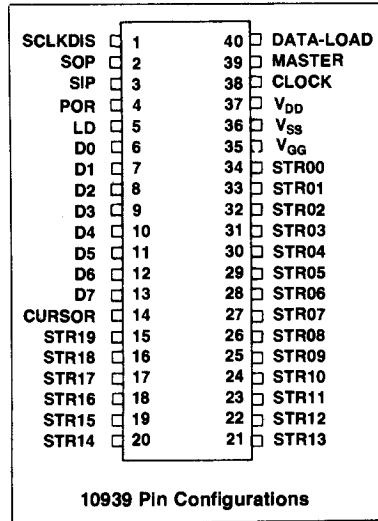 SCLKDIS 1 40 DATA-LOAD
SOP 2 39 MASTER
SIP 3 38 CLOCK
POR 4 37 VDD
LD 5 36 VSS
D0 6 35 VGG
D1 7 34 STR00
D2 8 33 STR01
D3 9 32 STR02
D4 10 31 STR03
D5 11 30 STR04
D6 12 29 STR05
D7 13 28 STR06
CURSOR 14 27 STR07
STR19 15 26 STR08
STR18 16 25 STR09
STR17 17 24 STR10
STR16 18 23 STR11
STR15 19 22 STR12
STR14 20 21 STR13
10939 Pin Configurations